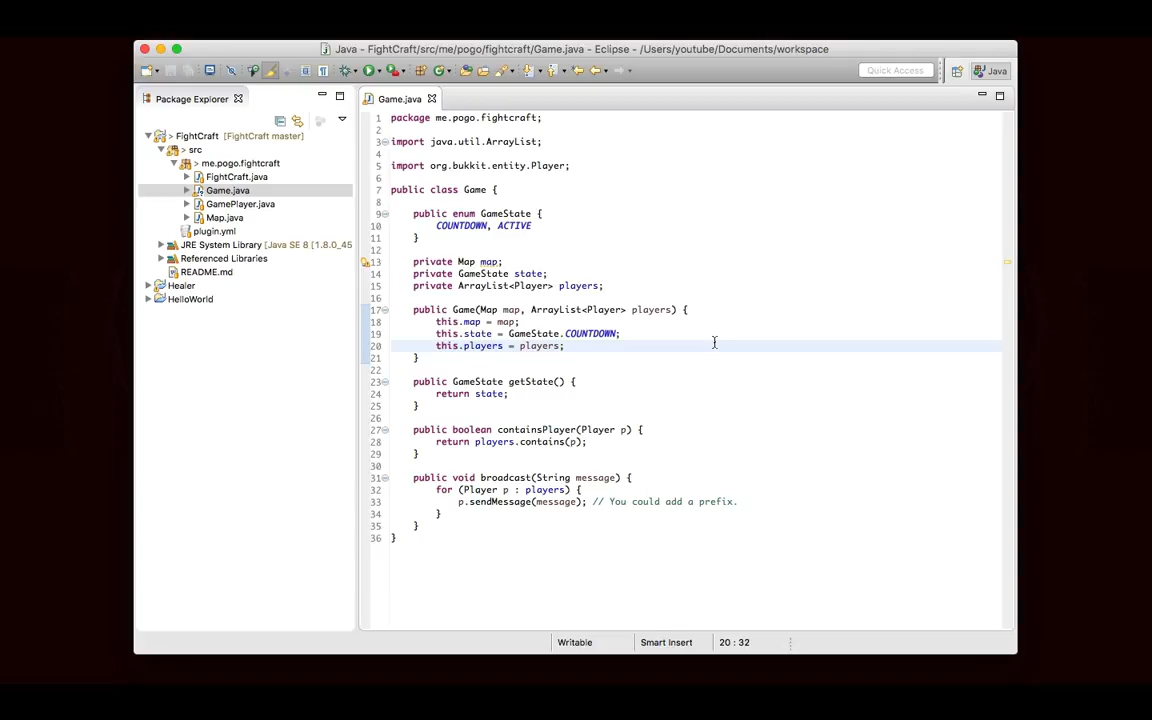 Java - FightCraft/src/me/pogo/fightcraft/Game.java - Eclipse - /Users/youtube/Documents/workspace
Quick Access
Java
Package Explorer
Game.java
> FightCraft [FightCraft master]
> src
> me.pogo.fightcraft
FightCraft.java
Game.java
GamePlayer.java
Map.java
plugin.yml
JRE System Library [Java SE 8 [1.8.0_45
Referenced Libraries
README.md
Healer
HelloWorld
1 package me.pogo.fightcraft;
2
3 import java.util.ArrayList;
4
5 import org.bukkit.entity.Player;
6
7 public class Game {
8
9 public enum GameState {
10 COUNTDOWN, ACTIVE
11 }
12
13 private Map map;
14 private GameState state;
15 private ArrayList<Player> players;
16
17 public Game(Map map, ArrayList<Player> players) {
18 this.map = map;
19 this.state = GameState.COUNTDOWN;
20 this.players = players;
21 }
22
23 public GameState getState() {
24 return state;
25 }
26
27 public boolean containsPlayer(Player p) {
28 return players.contains(p);
29 }
30
31 public void broadcast(String message) {
32 for (Player p : players) {
33 p.sendMessage(message); // You could add a prefix.
34 }
35 }
36 }
Writable
Smart Insert
20 : 32